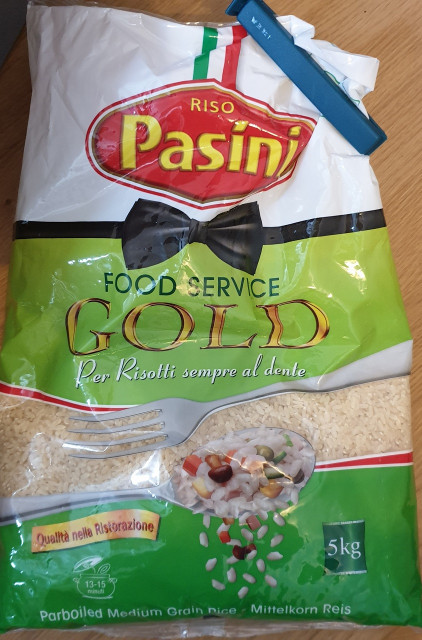 RISO
Pasini
FOOD SERVICE
GOLD
Per Risotti sempre al dente
Qualità nella Ristorazione
13-15
minuti
5kg
Parboiled Medium Grain Rice - Mittelkorn Reis